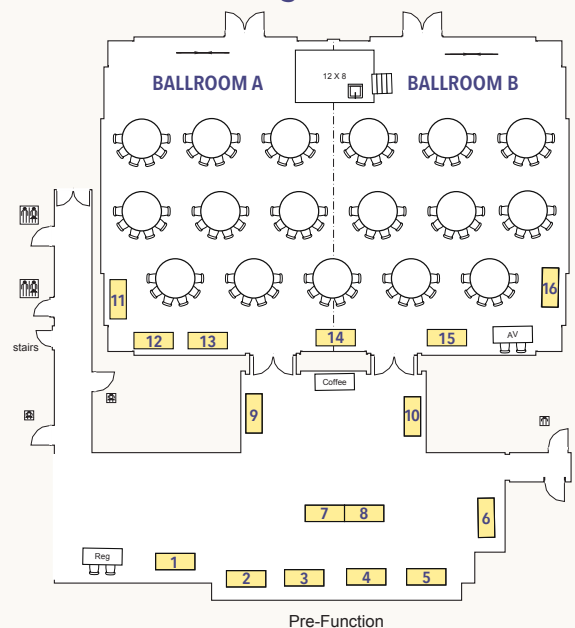 BALLROOM A
12 X 8
BALLROOM B
11
16
12
13
14
15
AV
stairs
Coffee
9
10
7
8
6
Reg
1
2
3
4
5
Pre-Function